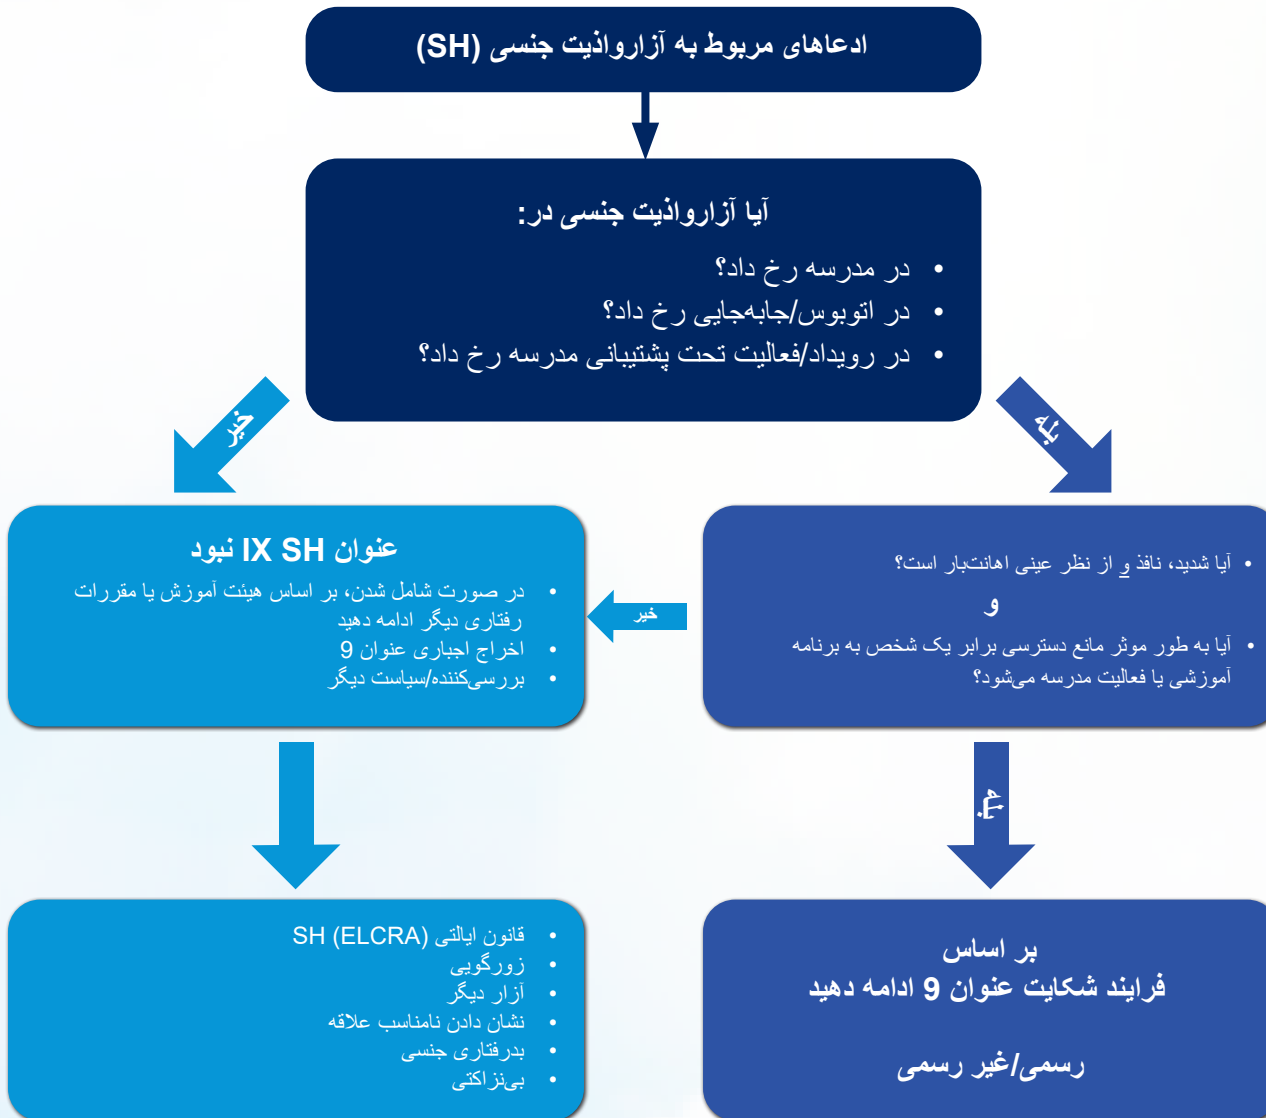 ادعاهای مربوط به آزارواذیت جنسی (SH)
آیا آزارواذیت جنسی در:
• در مدرسه رخ داد؟
• در اتوبوس/جابه‌جایی رخ داد؟
• در رویداد/فعالیت تحت پشتیبانی مدرسه رخ داد؟
بله
خیر
• آیا شدید، نافذ و از نظر عینی اهانت‌بار است؟
و
• آیا به طور موثر مانع دسترسی برابر یک شخص به برنامه
آموزشی یا فعالیت مدرسه می‌شود؟
خیر
عنوان IX SH نبود
• در صورت شامل شدن، بر اساس هیئت آموزش یا مقررات
رفتاری دیگر ادامه دهید
• اخراج اجباری عنوان 9
• بررسی‌کننده/سیاست دیگر
بله
بر اساس
فرایند شکایت عنوان 9 ادامه دهید
رسمی/غیر رسمی
• قانون ایالتی SH (ELCRA)
• زورگویی
• آزار دیگر
• نشان دادن نامناسب علاقه
• بدرفتاری جنسی
• بی‌نزاکتی